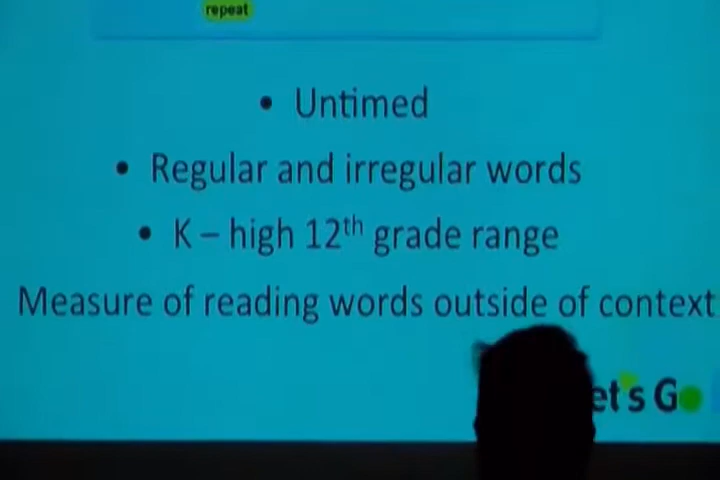 repeat
• Untimed
• Regular and irregular words
• K – high 12th grade range
Measure of reading words outside of context
et's Go